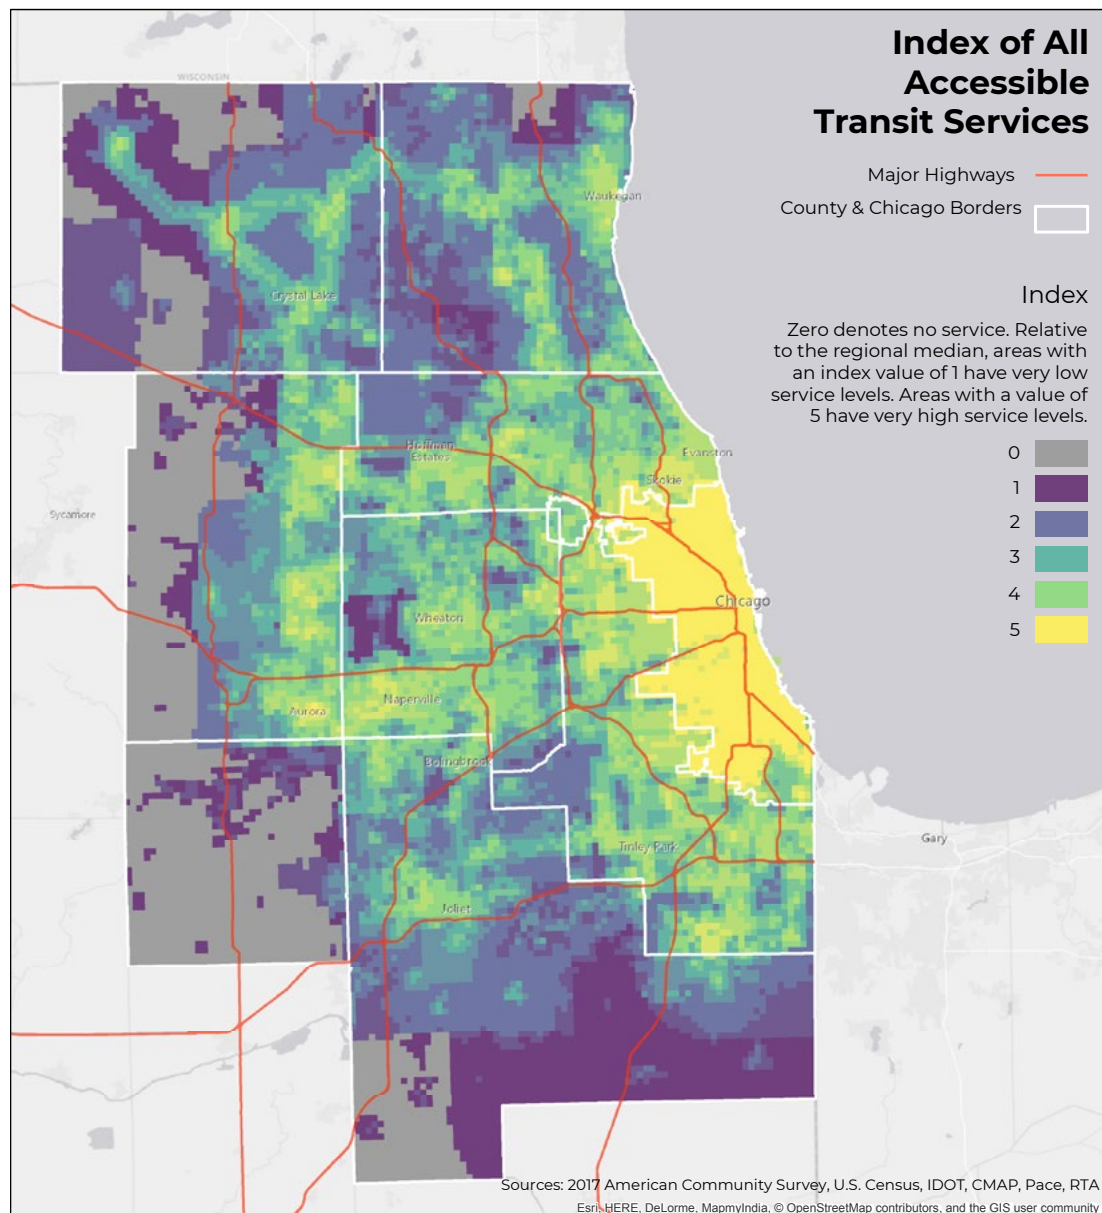 Index of All
Accessible
Transit Services
Major Highways
County & Chicago Borders
Index
Zero denotes no service. Relative
to the regional median, areas with
an index value of 1 have very low
service levels. Areas with a value of
5 have very high service levels.
0
1
2
3
4
5
WISCONSIN
Waukegan
Crystal Lake
Hoffman
Estates
Evanston
Skokie
Sycamore
Chicago
Wheaton
Naperville
Aurora
Bolingbrook
Gary
Tinley Park
Joliet
Sources: 2017 American Community Survey, U.S. Census, IDOT, CMAP, Pace, RTA
Esri, HERE, DeLorme, MapmyIndia, © OpenStreetMap contributors, and the GIS user community